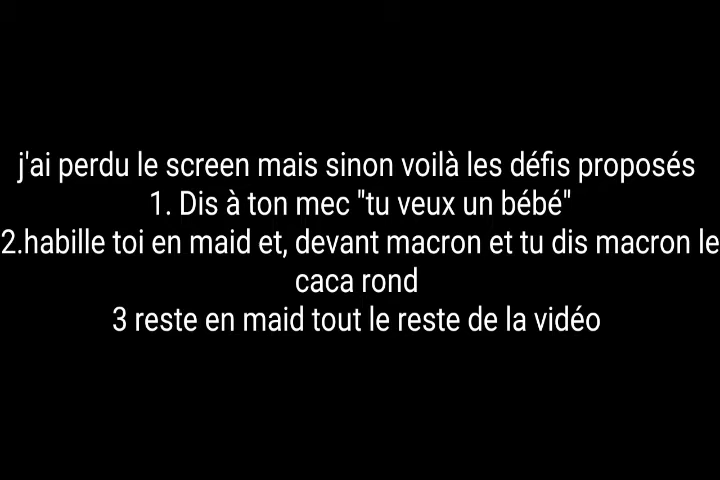 j'ai perdu le screen mais sinon voilà les défis proposés
1. Dis à ton mec "tu veux un bébé"
2.habille toi en maid et, devant macron et tu dis macron le
caca rond
3 reste en maid tout le reste de la vidéo